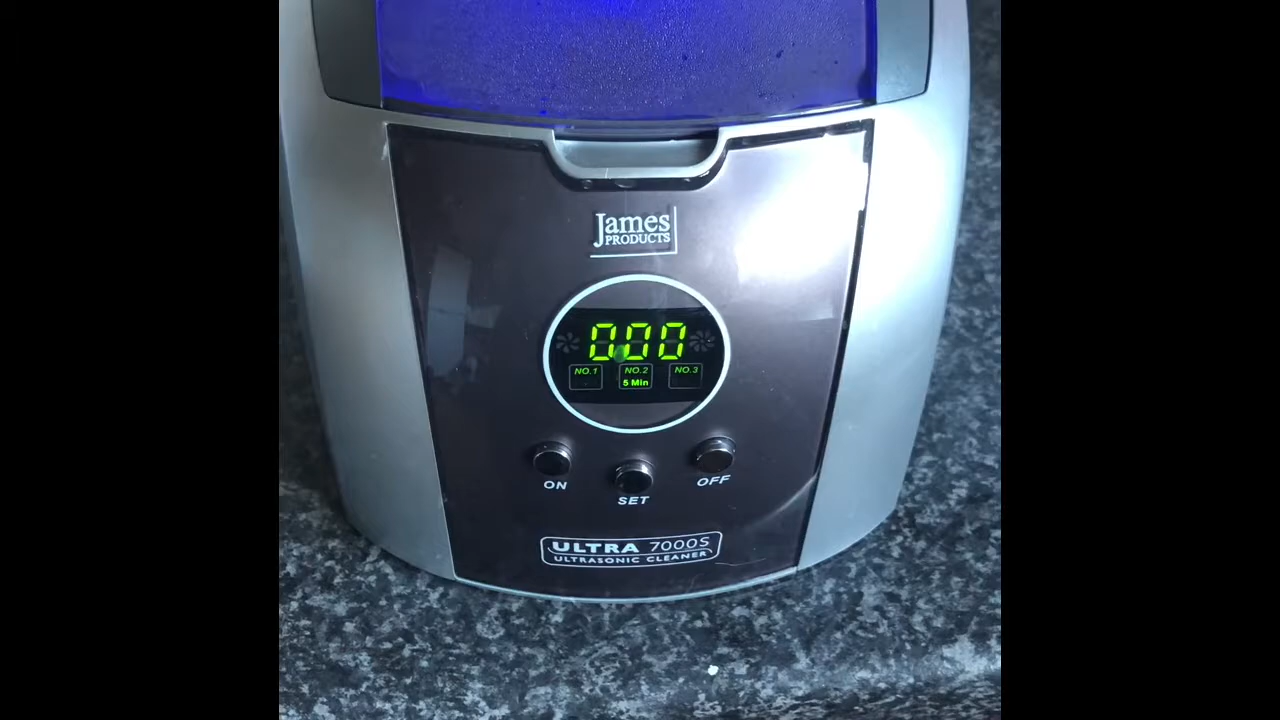 James
PRODUCTS
000
NO.1 NO.2 NO.3
5 Min
ON
SET
OFF
ULTRA 7000S
ULTRASONIC CLEANER